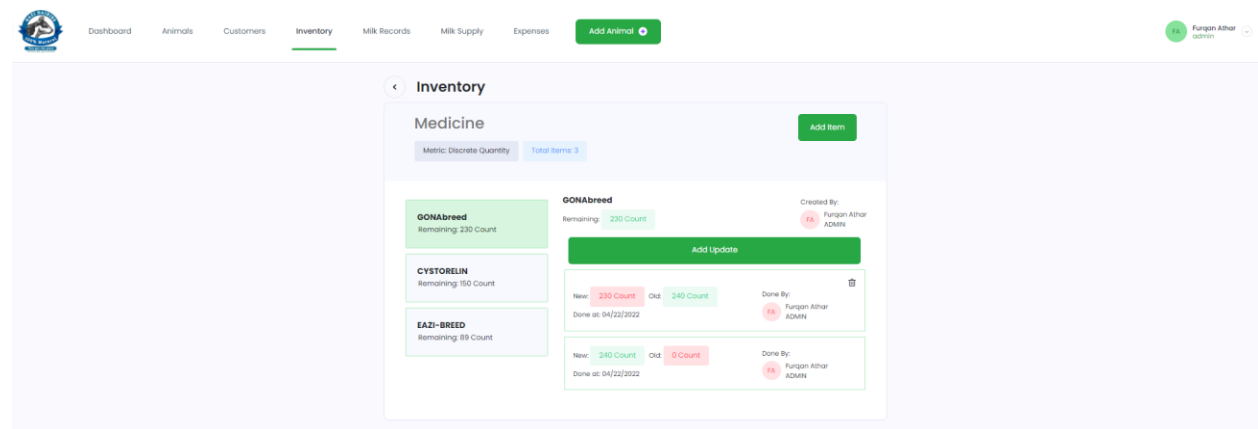 Dashboard Animals Customers Inventory Milk Records Milk Supply Expenses Add Animal FA Furqan Athar
admin
Inventory
Medicine
Add Item
Metric: Discrete Quantity Total Items: 3
GONAbreed
Remaining: 230 Count
CYSTORELIN
Remaining: 150 Count
EAZI-BREED
Remaining: 89 Count
GONAbreed
Remaining: 230 Count
Created By:
FA Furqan Athar
ADMIN
Add Update
New: 230 Count Old: 240 Count
Done at: 04/22/2022
Done By:
FA Furqan Athar
ADMIN
New: 240 Count Old: 0 Count
Done at: 04/22/2022
Done By:
FA Furqan Athar
ADMIN